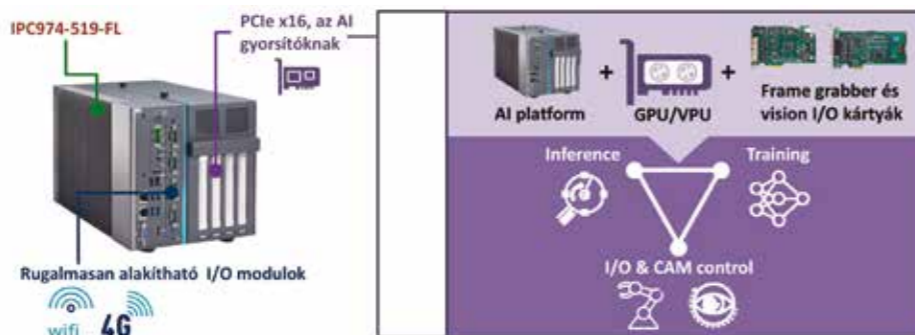 IPC974-519-FL
PCIe x16, az AI
gyorsítóknak
Rugalmasan alakítható I/O modulok
wifi
4G
AI platform
+
GPU/VPU
+
Frame grabber és
vision I/O kártyák
Inference
Training
I/O & CAM control